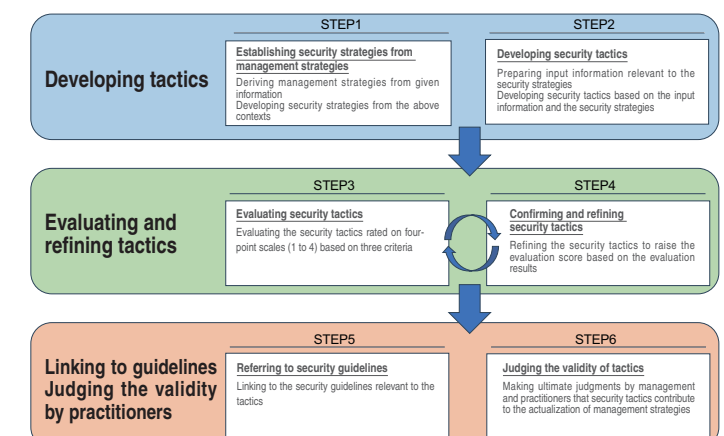 STEP1
STEP2
Developing tactics
Establishing security strategies from
management strategies
Deriving management strategies from given
information
Developing security strategies from the above
contexts
Developing security tactics
Preparing input information relevant to the
security strategies
Developing security tactics based on the input
information and the security strategies
STEP3
STEP4
Evaluating and
refining tactics
Evaluating security tactics
Evaluating the security tactics rated on four-
point scales (1 to 4) based on three criteria
Confirming and refining
security tactics
Refining the security tactics to raise the
evaluation score based on the evaluation
results
STEP5
STEP6
Linking to guidelines
Judging the validity
by practitioners
Referring to security guidelines
Linking to the security guidelines relevant to the
tactics
Judging the validity of tactics
Making ultimate judgments by management
and practitioners that security tactics contribute
to the actualization of management strategies